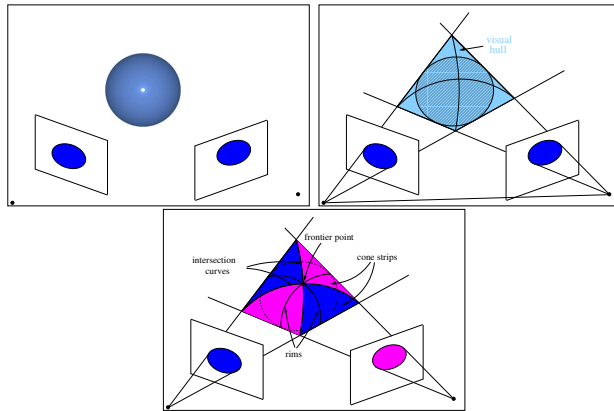 visual
hull
frontier point
intersection
curves
cone strips
rims